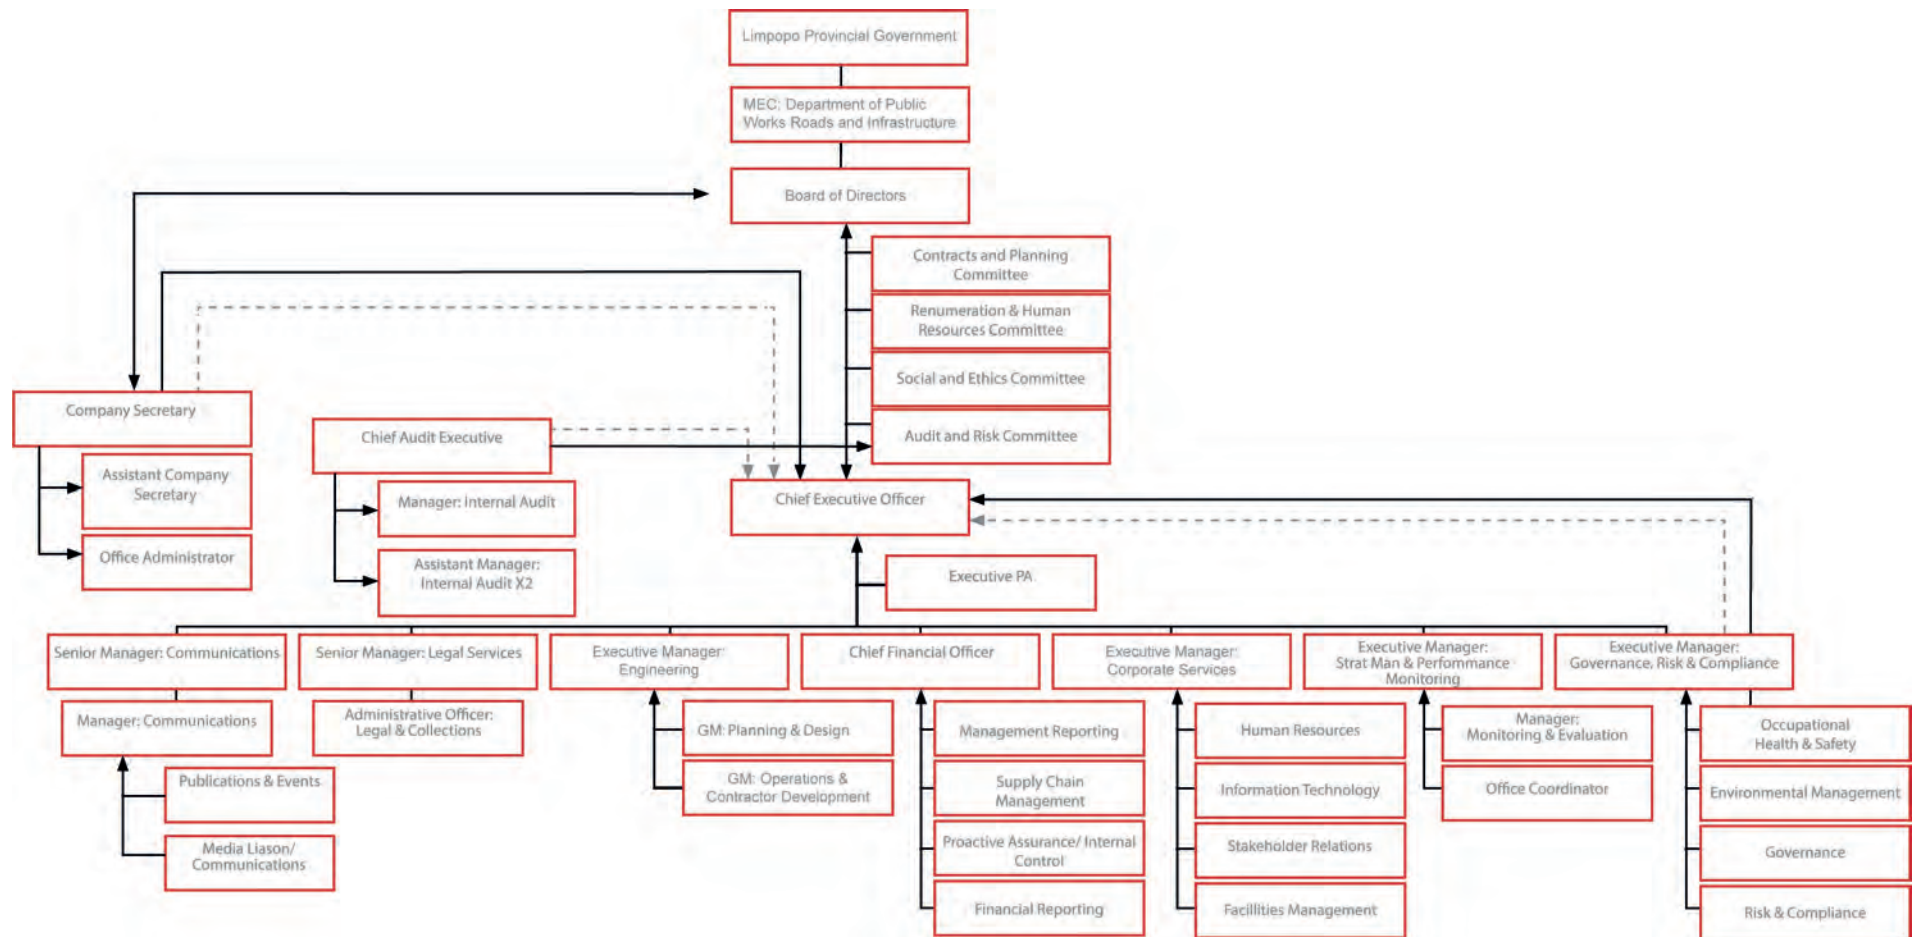 Limpopo Provincial Government
MEC: Department of Public
Works Roads and Infrastructure
Board of Directors
Contracts and Planning
Committee
Renumeration & Human
Resources Committee
Social and Ethics Committee
Audit and Risk Committee
Company Secretary
Assistant Company
Secretary
Office Administrator
Chief Audit Executive
Manager: Internal Audit
Assistant Manager:
Internal Audit X2
Chief Executive Officer
Executive PA
Senior Manager: Communications
Manager: Communications
Publications & Events
Media Liason/
Communications
Senior Manager: Legal Services
Administrative Officer:
Legal & Collections
Executive Manager:
Engineering
GM: Planning & Design
GM: Operations &
Contractor Development
Chief Financial Officer
Management Reporting
Supply Chain
Management
Proactive Assurance/ Internal
Control
Financial Reporting
Executive Manager:
Corporate Services
Human Resources
Information Technology
Stakeholder Relations
Facillities Management
Executive Manager:
Strat Man & Performmance
Monitoring
Manager:
Monitoring & Evaluation
Office Coordinator
Executive Manager:
Governance, Risk & Compliance
Occupational
Health & Safety
Environmental Management
Governance
Risk & Compliance